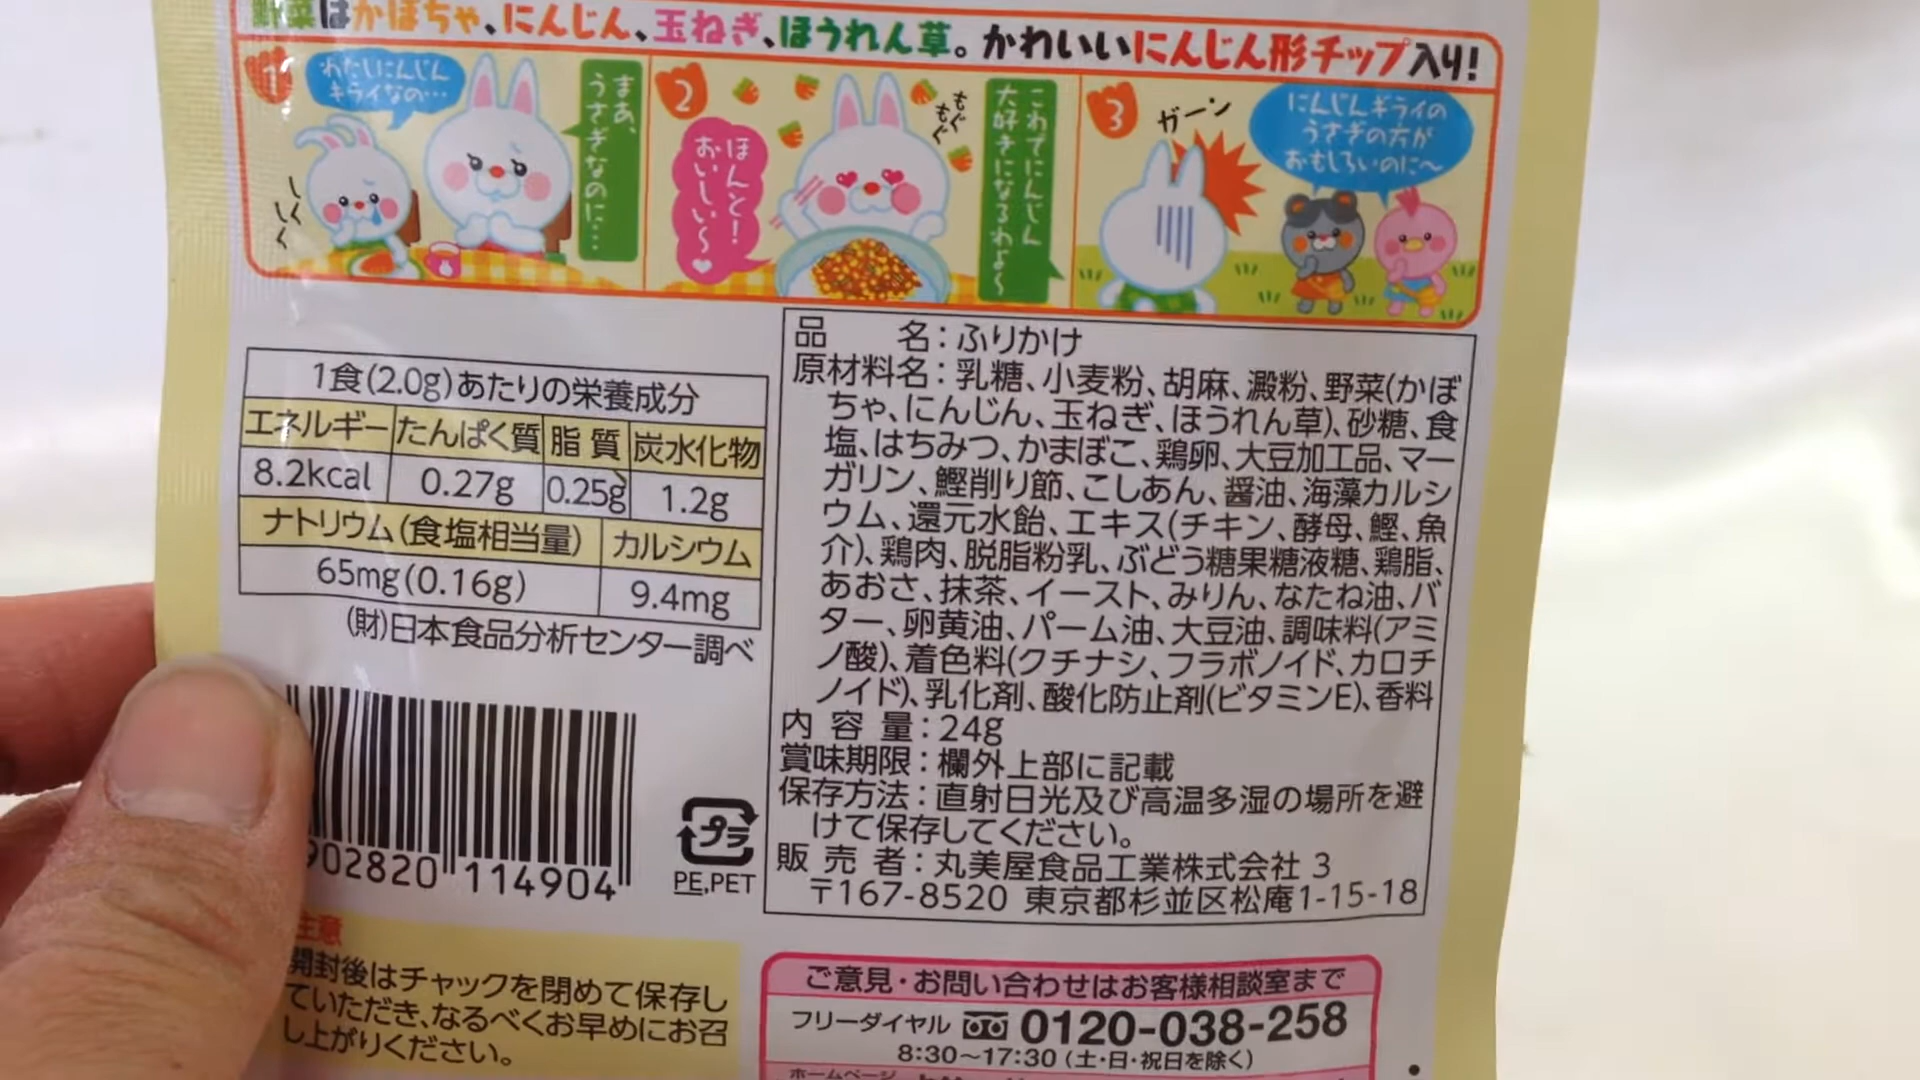 野菜はかぼちゃ、にんじん、玉ねぎ、ほうれん草。かわいいにんじん形チップ入り!
1
わたしにんじん
キライなの…
まあ、
うさぎなのに…
しくしく
2
ほんと!
おいしい〜♥
もぐもぐ
これでにんじん
大好きになるわよ〜
3
ガーン
にんじんギライの
うさぎの方が
おもしろいのに〜
1食(2.0g)あたりの栄養成分
エネルギー たんぱく質 脂質 炭水化物
8.2kcal 0.27g 0.25g 1.2g
ナトリウム(食塩相当量) カルシウム
65mg(0.16g) 9.4mg
(財)日本食品分析センター調べ
902820 114904
プラ
PE,PET
品名:ふりかけ
原材料名:乳糖、小麦粉、胡麻、澱粉、野菜(かぼ
ちゃ、にんじん、玉ねぎ、ほうれん草)、砂糖、食
塩、はちみつ、かまぼこ、鶏卵、大豆加工品、マー
ガリン、鰹削り節、こしあん、醤油、海藻カルシ
ウム、還元水飴、エキス(チキン、酵母、鰹、魚
介)、鶏肉、脱脂粉乳、ぶどう糖果糖液糖、鶏脂、
あおさ、抹茶、イースト、みりん、なたね油、バ
ター、卵黄油、パーム油、大豆油、調味料(アミ
ノ酸)、着色料(クチナシ、フラボノイド、カロチ
ノイド)、乳化剤、酸化防止剤(ビタミンE)、香料
内容量:24g
賞味期限:欄外上部に記載
保存方法:直射日光及び高温多湿の場所を避
けて保存してください。
販売者:丸美屋食品工業株式会社 3
〒167-8520 東京都杉並区松庵1-15-18
注意
開封後はチャックを閉めて保存し
ていただき、なるべくお早めにお召
し上がりください。
ご意見・お問い合わせはお客様相談室まで
フリーダイヤル 0120-038-258
8:30〜17:30(土・日・祝日を除く)
ホームページ